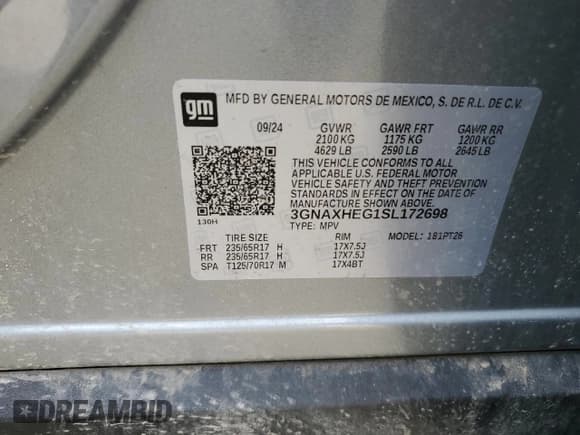 gm MFD BY GENERAL MOTORS DE MEXICO, S. DE R.L. DE C.V.
09/24 GVWR GAWR FRT GAWR RR
2100 KG 1175 KG 1200 KG
4629 LB 2590 LB 2645 LB
THIS VEHICLE CONFORMS TO ALL
APPLICABLE U.S. FEDERAL MOTOR
VEHICLE SAFETY AND THEFT PREVENTION
STANDARDS IN EFFECT ON THE DATE OF
MANUFACTURE SHOWN ABOVE.
130H 3GNAXHEG1SL172698
TYPE: MPV
TIRE SIZE RIM MODEL: 1B1PT26
FRT 235/65R17 H 17X7.5J
RR 235/65R17 H 17X7.5J
SPA T125/70R17 M 17X4BT
DREAMBID